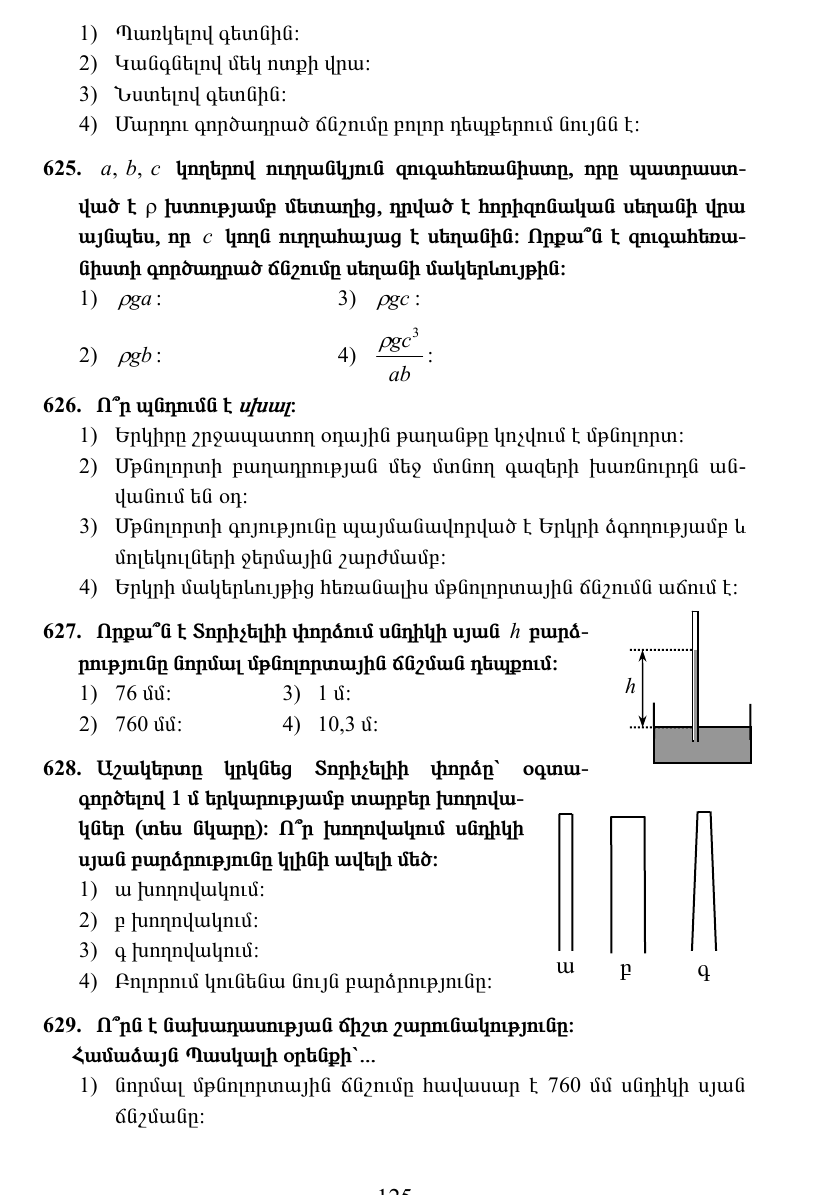 1) Պառկելով գետնին:
2) Կանգնելով մեկ ոտքի վրա:
3) Նստելով գետնին:
4) Մարդու գործադրած ճնշումը բոլոր դեպքերում նույնն է:
625. a, b, c կողերով ուղղանկյուն զուգահեռանիստը, որը պատրաստ-
ված է ρ խտությամբ մետաղից, դրված է հորիզոնական սեղանի վրա
այնպես, որ c կողն ուղղահայաց է սեղանին: Որքա՞ն է զուգահեռա-
նիստի գործադրած ճնշումը սեղանի մակերևույթին:
1) ρga : 3) ρgc :
2) ρgb : 4) ρgc³/ab :
626. Ո՞ր պնդումն է սխալ:
1) Երկիրը շրջապատող օդային թաղանթը կոչվում է մթնոլորտ:
2) Մթնոլորտի բաղադրության մեջ մտնող գազերի խառնուրդն ան-
վանում են օդ:
3) Մթնոլորտի գոյությունը պայմանավորված է Երկրի ձգողությամբ և
մոլեկուլների ջերմային շարժմամբ:
4) Երկրի մակերևույթից հեռանալիս մթնոլորտային ճնշումն աճում է:
627. Որքա՞ն է Տորիչելիի փորձում սնդիկի սյան h բարձ-
րությունը նորմալ մթնոլորտային ճնշման դեպքում:
1) 76 մմ: 3) 1 մ:
2) 760 մմ: 4) 10,3 մ:
h
628. Աշակերտը կրկնեց Տորիչելիի փորձը՝ օգտա-
գործելով 1 մ երկարությամբ տարբեր խողովա-
կներ (տես նկարը): Ո՞ր խողովակում սնդիկի
սյան բարձրությունը կլինի ավելի մեծ:
1) ա խողովակում:
2) բ խողովակում:
3) գ խողովակում:
4) Բոլորում կունենա նույն բարձրությունը:
ա բ գ
629. Ո՞րն է նախադասության ճիշտ շարունակությունը:
Համաձայն Պասկալի օրենքի՝...
1) նորմալ մթնոլորտային ճնշումը հավասար է 760 մմ սնդիկի սյան
ճնշմանը:
125